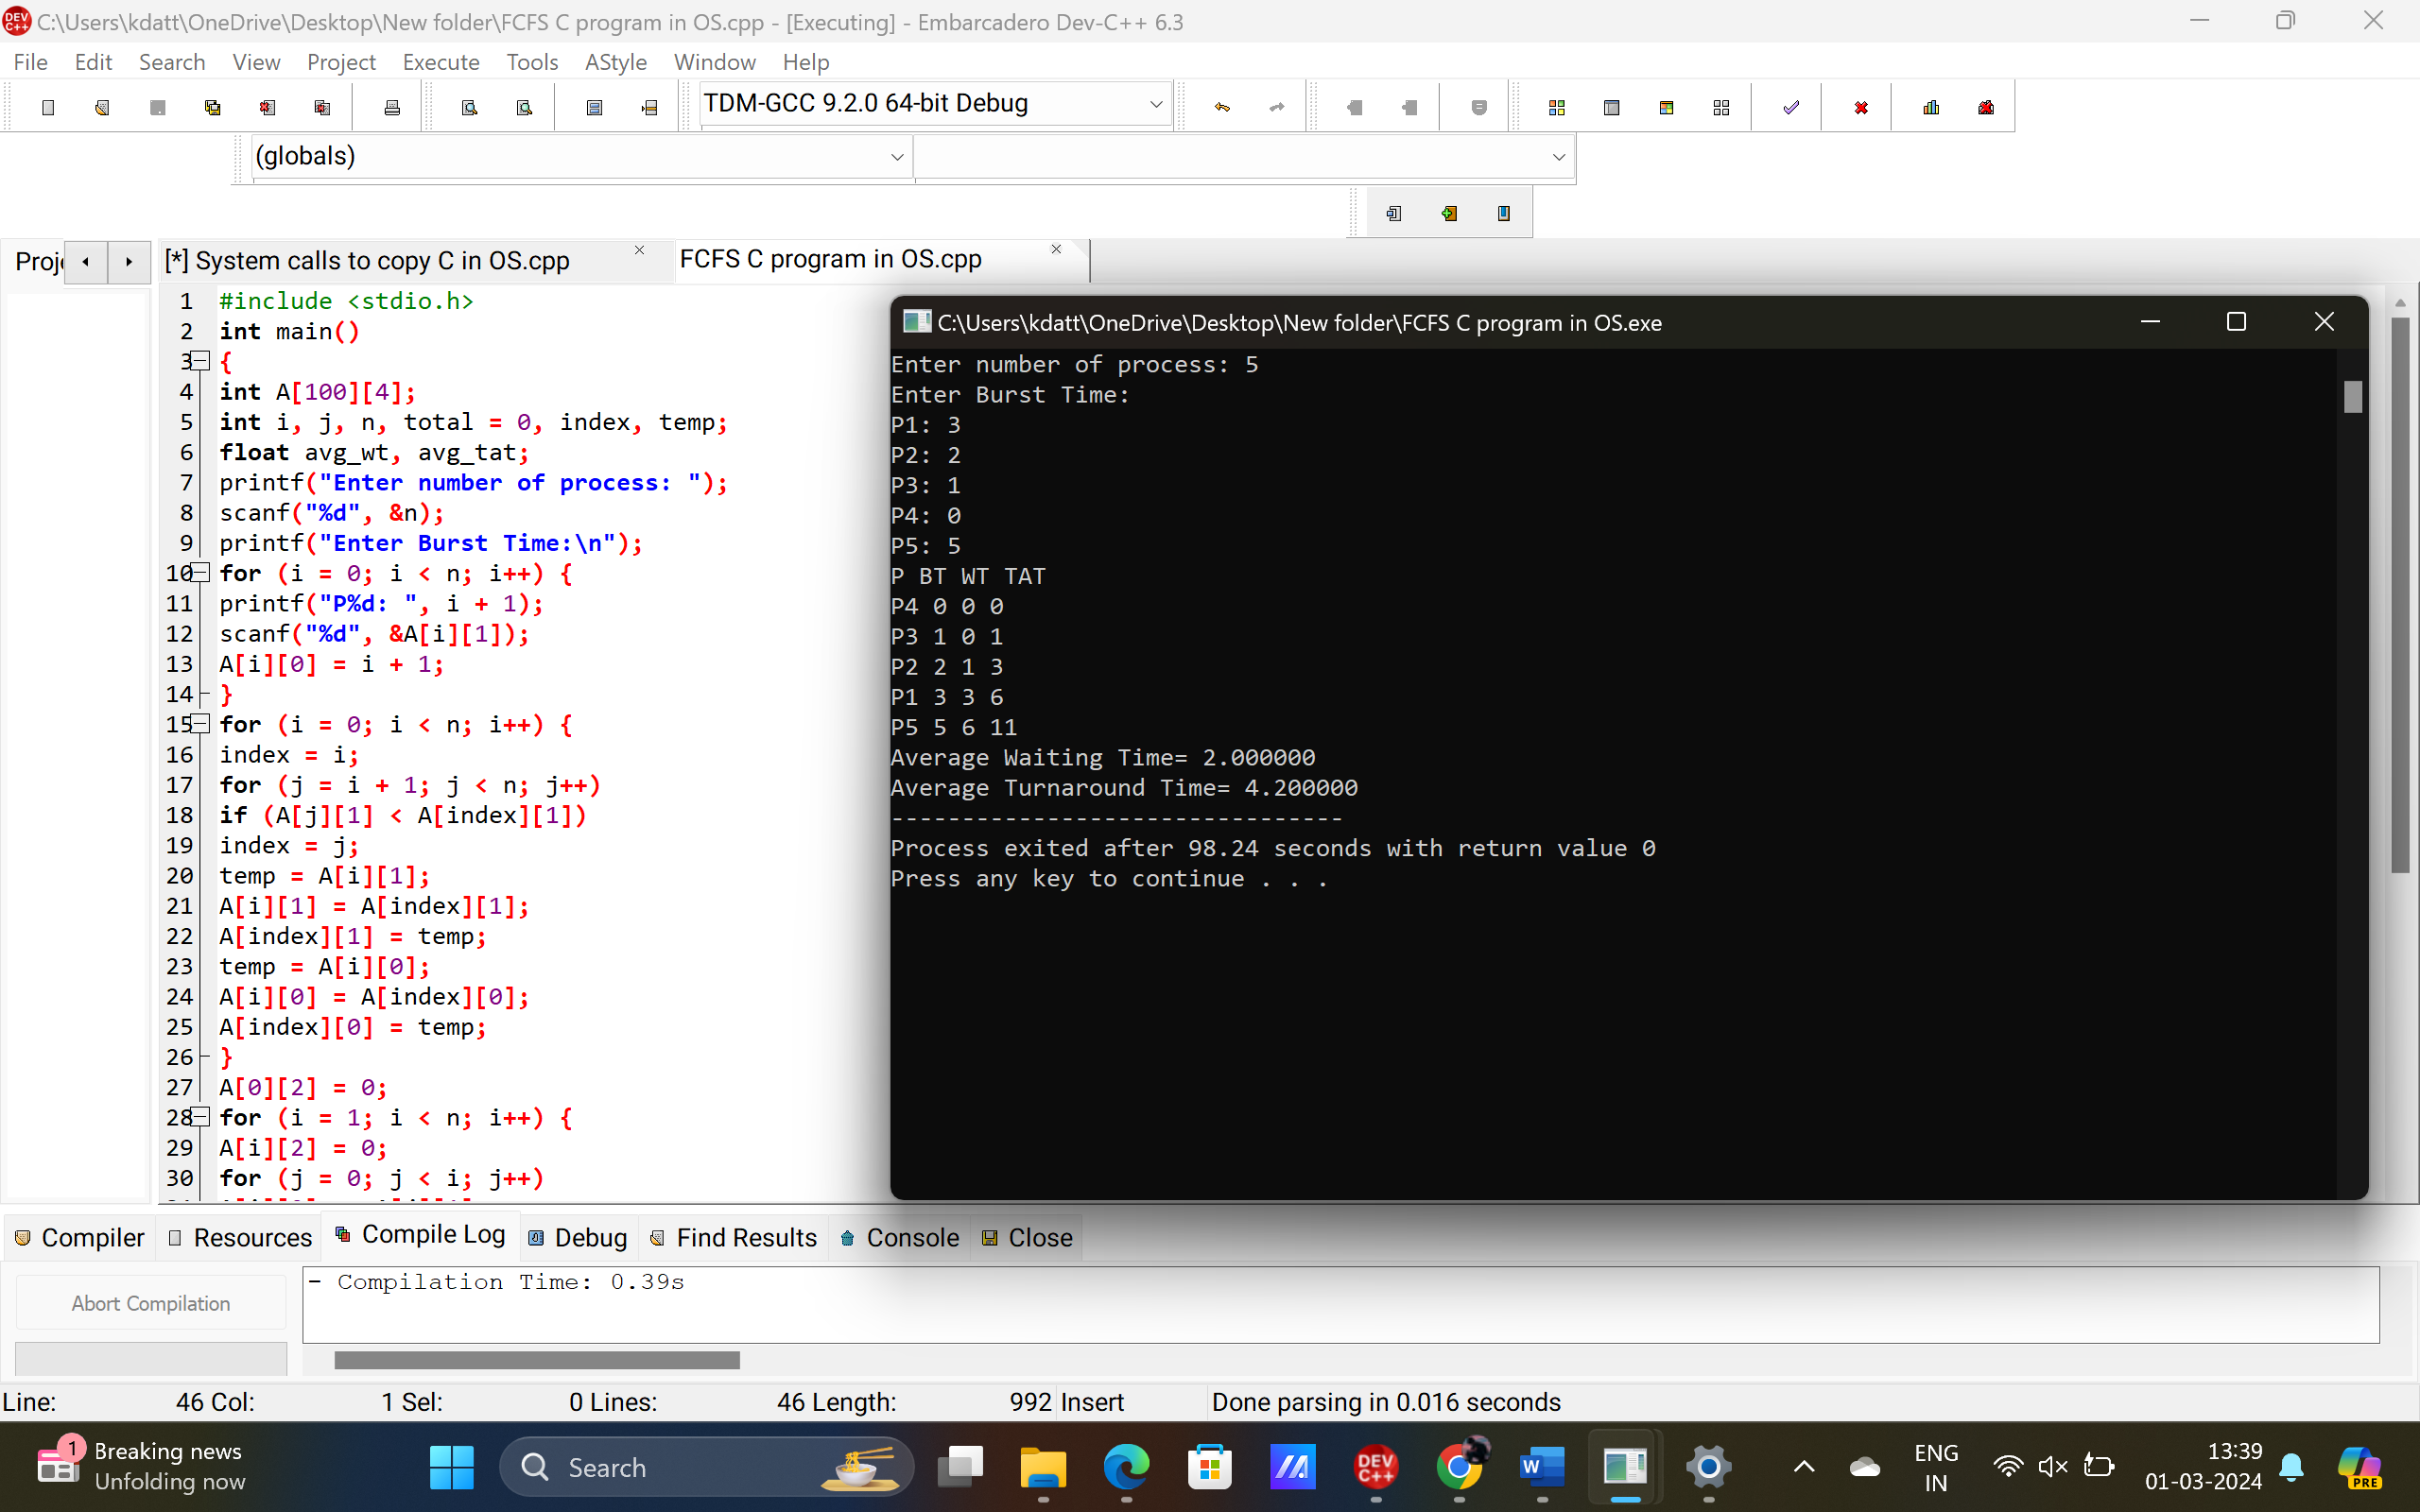 C:\Users\kdatt\OneDrive\Desktop\New folder\FCFS C program in OS.cpp - [Executing] - Embarcadero Dev-C++ 6.3
File Edit Search View Project Execute Tools AStyle Window Help
TDM-GCC 9.2.0 64-bit Debug
(globals)
[*] System calls to copy C in OS.cpp FCFS C program in OS.cpp
1 #include <stdio.h>
2 int main()
3 {
4 int A[100][4];
5 int i, j, n, total = 0, index, temp;
6 float avg_wt, avg_tat;
7 printf("Enter number of process: ");
8 scanf("%d", &n);
9 printf("Enter Burst Time:\n");
10 for (i = 0; i < n; i++) {
11 printf("P%d: ", i + 1);
12 scanf("%d", &A[i][1]);
13 A[i][0] = i + 1;
14 }
15 for (i = 0; i < n; i++) {
16 index = i;
17 for (j = i + 1; j < n; j++)
18 if (A[j][1] < A[index][1])
19 index = j;
20 temp = A[i][1];
21 A[i][1] = A[index][1];
22 A[index][1] = temp;
23 temp = A[i][0];
24 A[i][0] = A[index][0];
25 A[index][0] = temp;
26 }
27 A[0][2] = 0;
28 for (i = 1; i < n; i++) {
29 A[i][2] = 0;
30 for (j = 0; j < i; j++)
C:\Users\kdatt\OneDrive\Desktop\New folder\FCFS C program in OS.exe
Enter number of process: 5
Enter Burst Time:
P1: 3
P2: 2
P3: 1
P4: 0
P5: 5
P BT WT TAT
P4 0 0 0
P3 1 0 1
P2 2 1 3
P1 3 3 6
P5 5 6 11
Average Waiting Time= 2.000000
Average Turnaround Time= 4.200000
--------------------------------
Process exited after 98.24 seconds with return value 0
Press any key to continue . . .
Compiler Resources Compile Log Debug Find Results Console Close
Abort Compilation
- Compilation Time: 0.39s
Line: 46 Col: 1 Sel: 0 Lines: 46 Length: 992 Insert Done parsing in 0.016 seconds
1
Breaking news
Unfolding now
Search
DEV C++
W
ENG
IN
13:39
01-03-2024
PRE